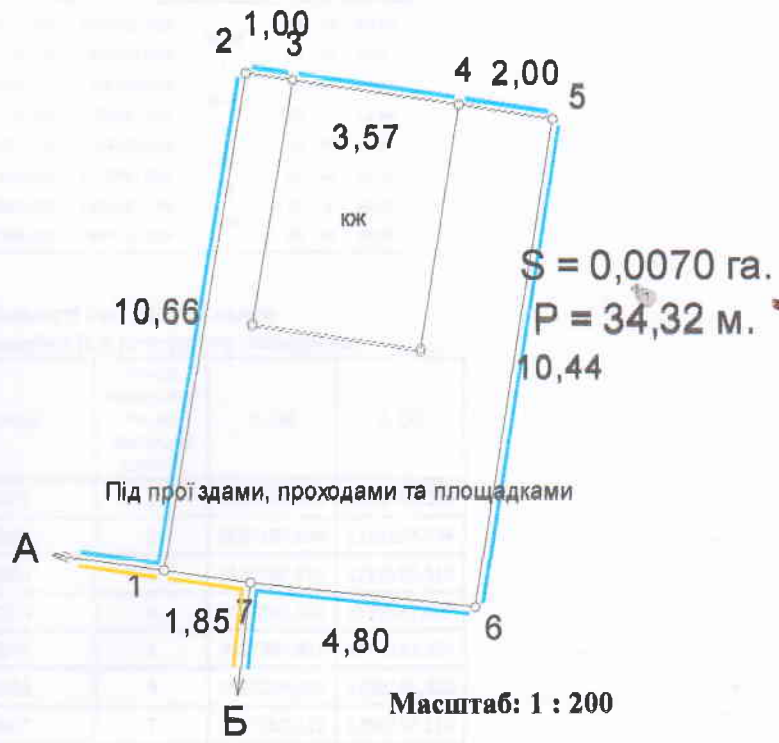 2 1,00
3
4 2,00
5
3,57
кж
S = 0,0070 га.
P = 34,32 м.
10,66
10,44
Під проїздами, проходами та площадками
А
1
1,85
7
4,80
6
Б
Масштаб: 1 : 200